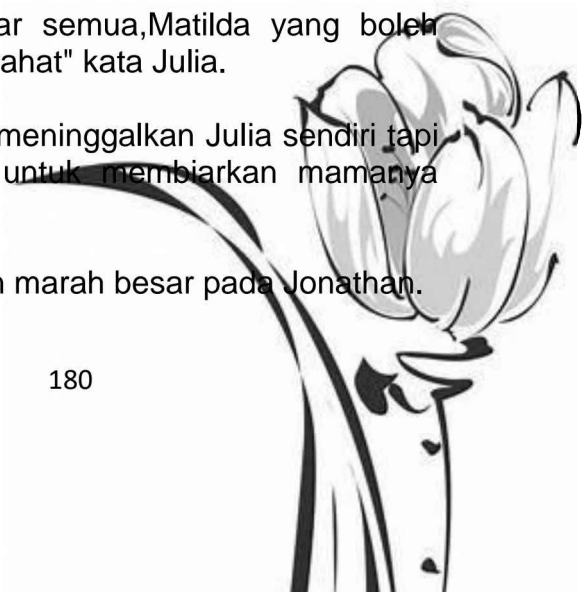 ar semua,Matilda yang boleh
ahat" kata Julia.
meninggalkan Julia sendiri tapi
untuk membiarkan mamanya
marah besar pada Jonathan.
180